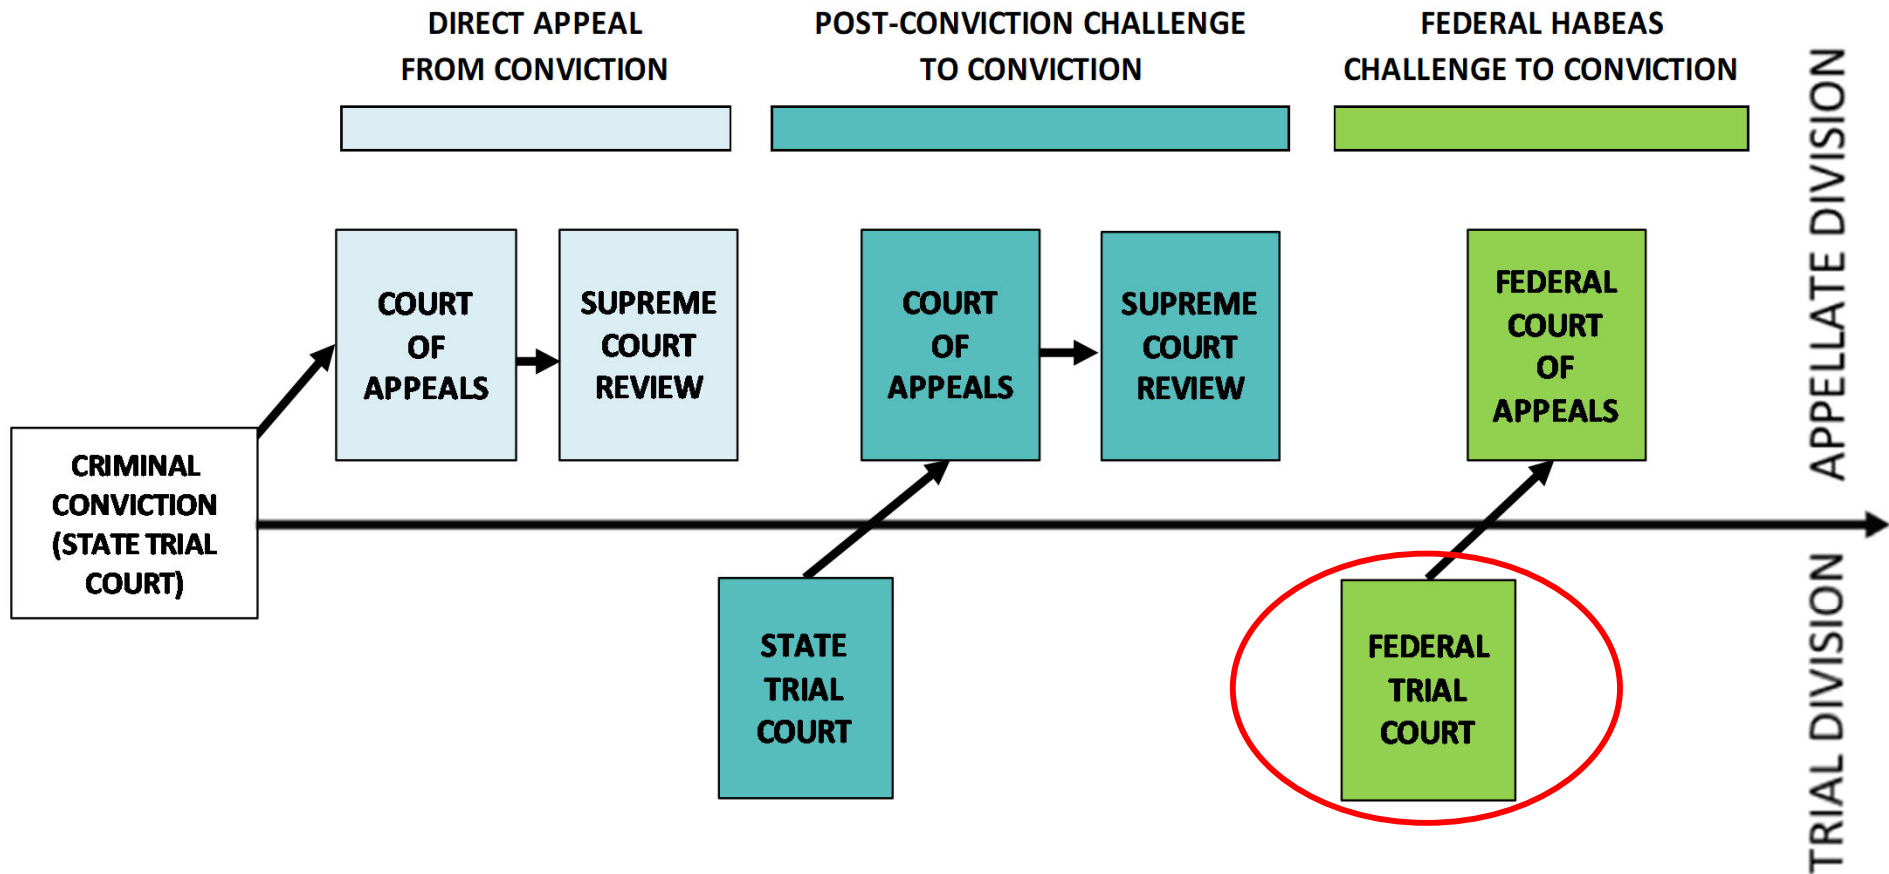 DIRECT APPEAL
FROM CONVICTION
POST-CONVICTION CHALLENGE
TO CONVICTION
FEDERAL HABEAS
CHALLENGE TO CONVICTION
APPELLATE DIVISION
COURT
OF
APPEALS
SUPREME
COURT
REVIEW
COURT
OF
APPEALS
SUPREME
COURT
REVIEW
FEDERAL
COURT
OF
APPEALS
CRIMINAL
CONVICTION
(STATE TRIAL
COURT)
STATE
TRIAL
COURT
FEDERAL
TRIAL
COURT
TRIAL DIVISION